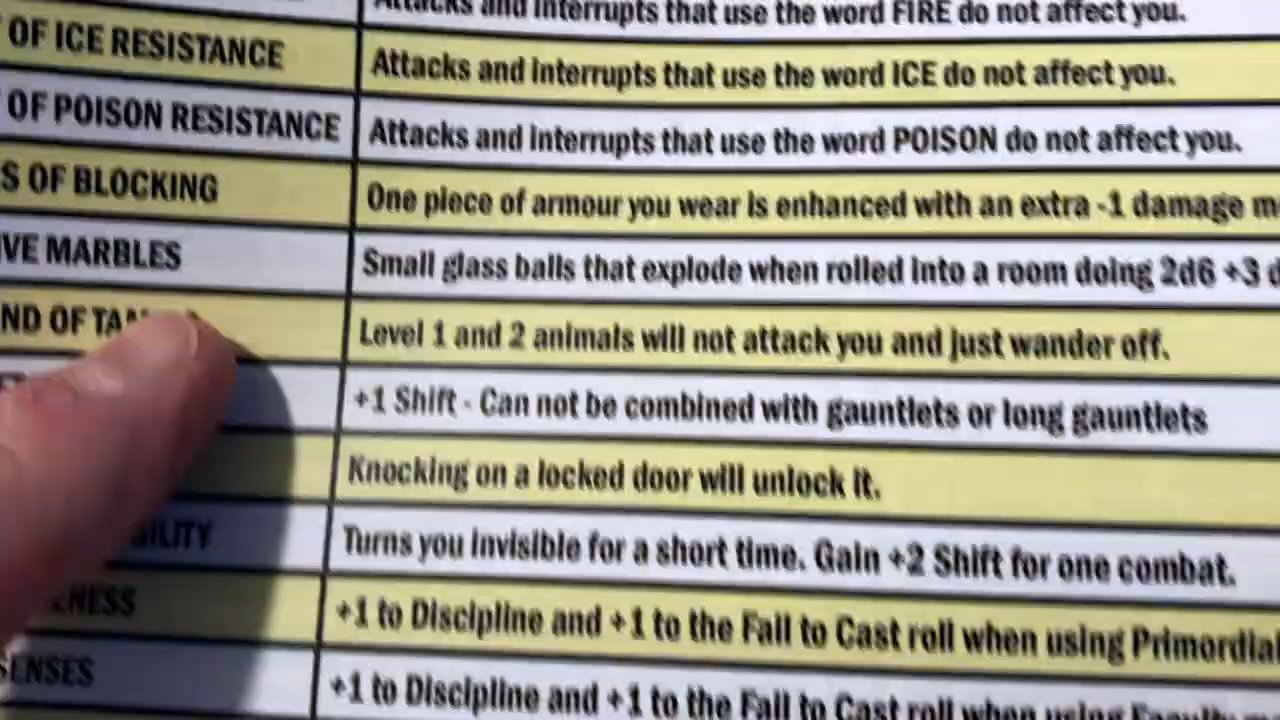 Attacks and interrupts that use the word FIRE do not affect you.
OF ICE RESISTANCE Attacks and interrupts that use the word ICE do not affect you.
OF POISON RESISTANCE Attacks and interrupts that use the word POISON do not affect you.
S OF BLOCKING One piece of armour you wear is enhanced with an extra -1 damage m
VE MARBLES Small glass balls that explode when rolled into a room doing 2d6 +3 d
ND OF Level 1 and 2 animals will not attack you and just wander off.
+1 Shift - Can not be combined with gauntlets or long gauntlets
Knocking on a locked door will unlock it.
ILITY Turns you invisible for a short time. Gain +2 Shift for one combat.
NESS +1 to Discipline and +1 to the Fail to Cast roll when using Primordial
SENSES +1 to Discipline and +1 to the Fail to Cast roll when using